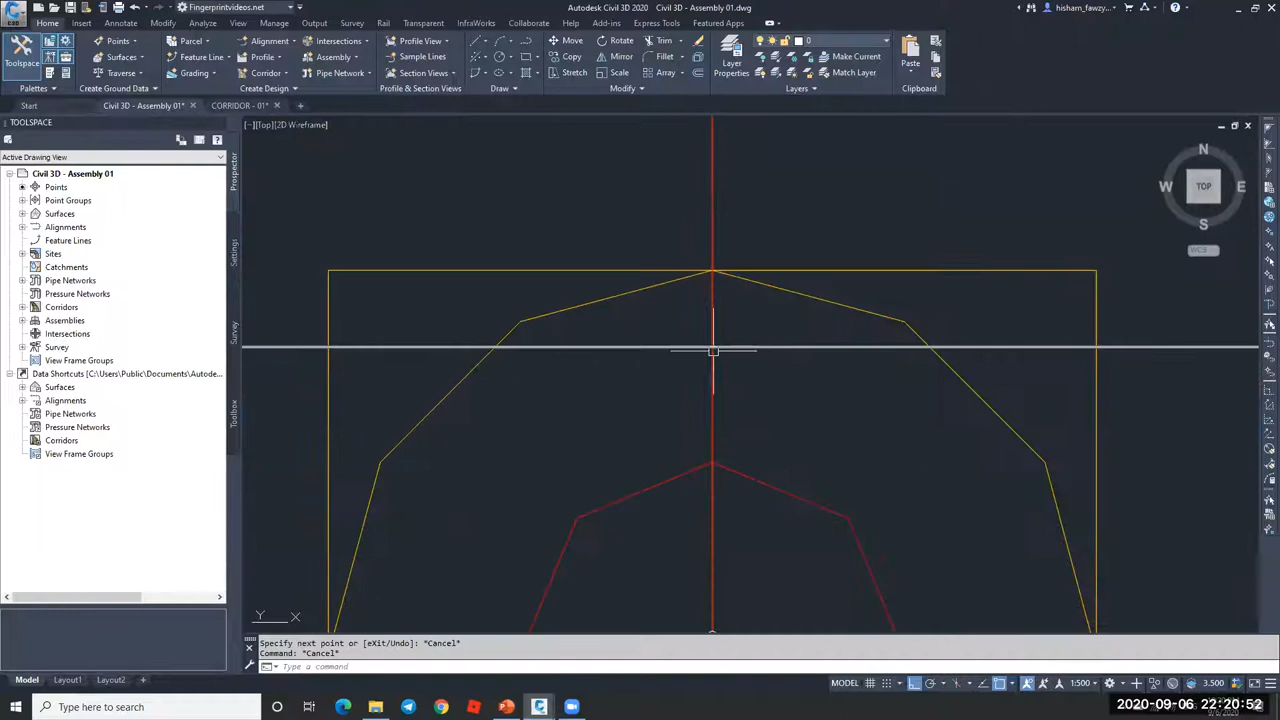 Fingerprintvideos.net
Autodesk Civil 3D 2020 Civil 3D - Assembly 01.dwg
Type a keyword or phrase
hisham_fawzy...
Home Insert Annotate Modify Analyze View Manage Output Survey Rail Transparent InfraWorks Collaborate Help Add-ins Express Tools Featured Apps
Toolspace
Palettes
Points
Surfaces
Traverse
Create Ground Data
Parcel
Feature Line
Grading
Alignment
Profile
Corridor
Intersections
Assembly
Pipe Network
Create Design
Profile View
Sample Lines
Section Views
Profile & Section Views
Draw
Move
Copy
Stretch
Rotate
Mirror
Scale
Trim
Fillet
Array
Modify
Layer
Properties
0
Make Current
Match Layer
Layers
Paste
Clipboard
Start Civil 3D - Assembly 01* CORRIDOR - 01*
TOOLSPACE
Active Drawing View
Civil 3D - Assembly 01
Points
Point Groups
Surfaces
Alignments
Feature Lines
Sites
Catchments
Pipe Networks
Pressure Networks
Corridors
Assemblies
Intersections
Survey
View Frame Groups
Data Shortcuts [C:\Users\Public\Documents\Autode...
Surfaces
Alignments
Pipe Networks
Pressure Networks
Corridors
View Frame Groups
Prospector
Settings
Survey
Toolbox
[−][Top][2D Wireframe]
N
W TOP E
S
WCS
Y X
Specify next point or [eXit/Undo]: *Cancel*
Command: *Cancel*
Type a command
Model Layout1 Layout2
MODEL 1:500 3.500
Type here to search
2020-09-06 22:20:52